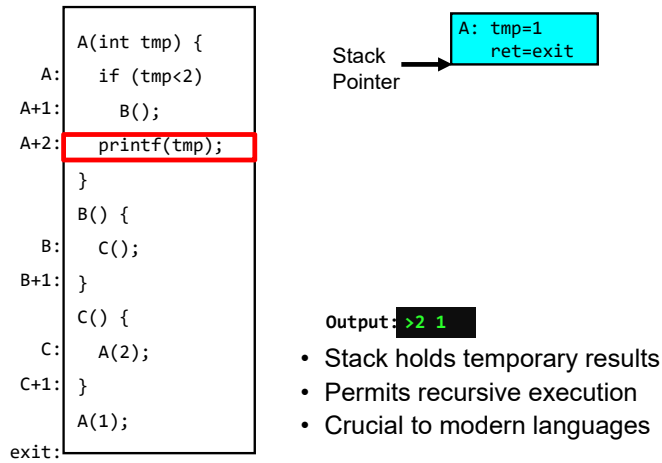 A(int tmp) {
A: if (tmp<2)
A+1: B();
A+2: printf(tmp);
}
B() {
B: C();
B+1: }
C() {
C: A(2);
C+1: }
A(1);
exit:
A: tmp=1
ret=exit
Stack
Pointer
Output: >2 1
• Stack holds temporary results
• Permits recursive execution
• Crucial to modern languages